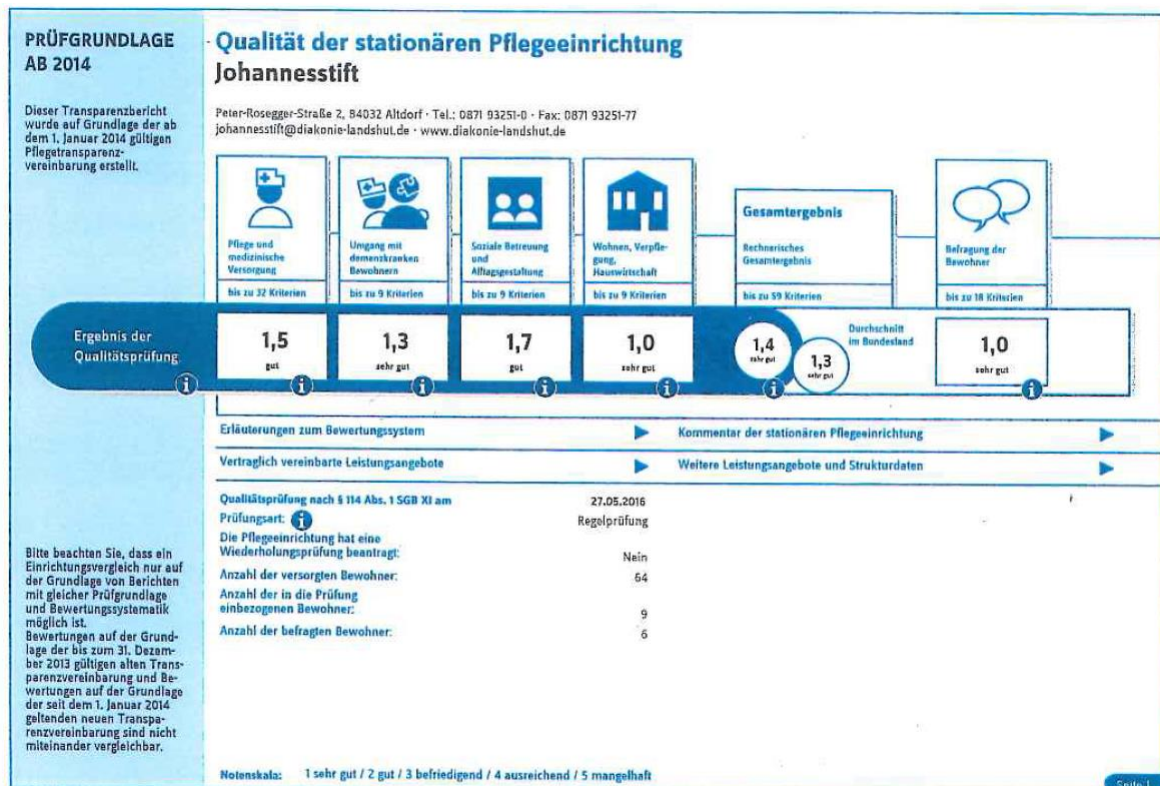 PRÜFGRUNDLAGE
AB 2014
Dieser Transparenzbericht
wurde auf Grundlage der ab
dem 1. Januar 2014 gültigen
Pflegetransparenz-
vereinbarung erstellt.
Bitte beachten Sie, dass ein
Einrichtungsvergleich nur auf
der Grundlage von Berichten
mit gleicher Prüfgrundlage
und Bewertungssystematik
möglich ist.
Bewertungen auf der Grund-
lage der bis zum 31. Dezem-
ber 2013 gültigen alten Trans-
parenzvereinbarung und Be-
wertungen auf der Grundlage
der seit dem 1. Januar 2014
geltenden neuen Transpa-
renzvereinbarung sind nicht
miteinander vergleichbar.
Qualität der stationären Pflegeeinrichtung
Johannesstift
Peter-Rosegger-Straße 2, 84032 Altdorf · Tel.: 0871 93251-0 · Fax: 0871 93251-77
johannesstift@diakonie-landshut.de · www.diakonie-landshut.de
Pflege und
medizinische
Versorgung
bis zu 32 Kriterien
Umgang mit
demenzkranken
Bewohnern
bis zu 9 Kriterien
Soziale Betreuung
und
Alltagsgestaltung
bis zu 9 Kriterien
Wohnen, Verpfle-
gung,
Hauswirtschaft
bis zu 9 Kriterien
Gesamtergebnis
Rechnerisches
Gesamtergebnis
bis zu 59 Kriterien
Befragung der
Bewohner
bis zu 18 Kriterien
Ergebnis der
Qualitätsprüfung
i
1,5
gut
i
1,3
sehr gut
i
1,7
gut
i
1,0
sehr gut
i
1,4
sehr gut
i
1,3
sehr gut
Durchschnitt
im Bundesland
1,0
sehr gut
i
Erläuterungen zum Bewertungssystem
Kommentar der stationären Pflegeeinrichtung
Vertraglich vereinbarte Leistungsangebote
Weitere Leistungsangebote und Strukturdaten
Qualitätsprüfung nach § 114 Abs. 1 SGB XI am 27.05.2016
Prüfungsart: i Regelprüfung
Die Pflegeeinrichtung hat eine
Wiederholungsprüfung beantragt: Nein
Anzahl der versorgten Bewohner: 64
Anzahl der in die Prüfung
einbezogenen Bewohner: 9
Anzahl der befragten Bewohner: 6
Notenskala: 1 sehr gut / 2 gut / 3 befriedigend / 4 ausreichend / 5 mangelhaft
Seite 1